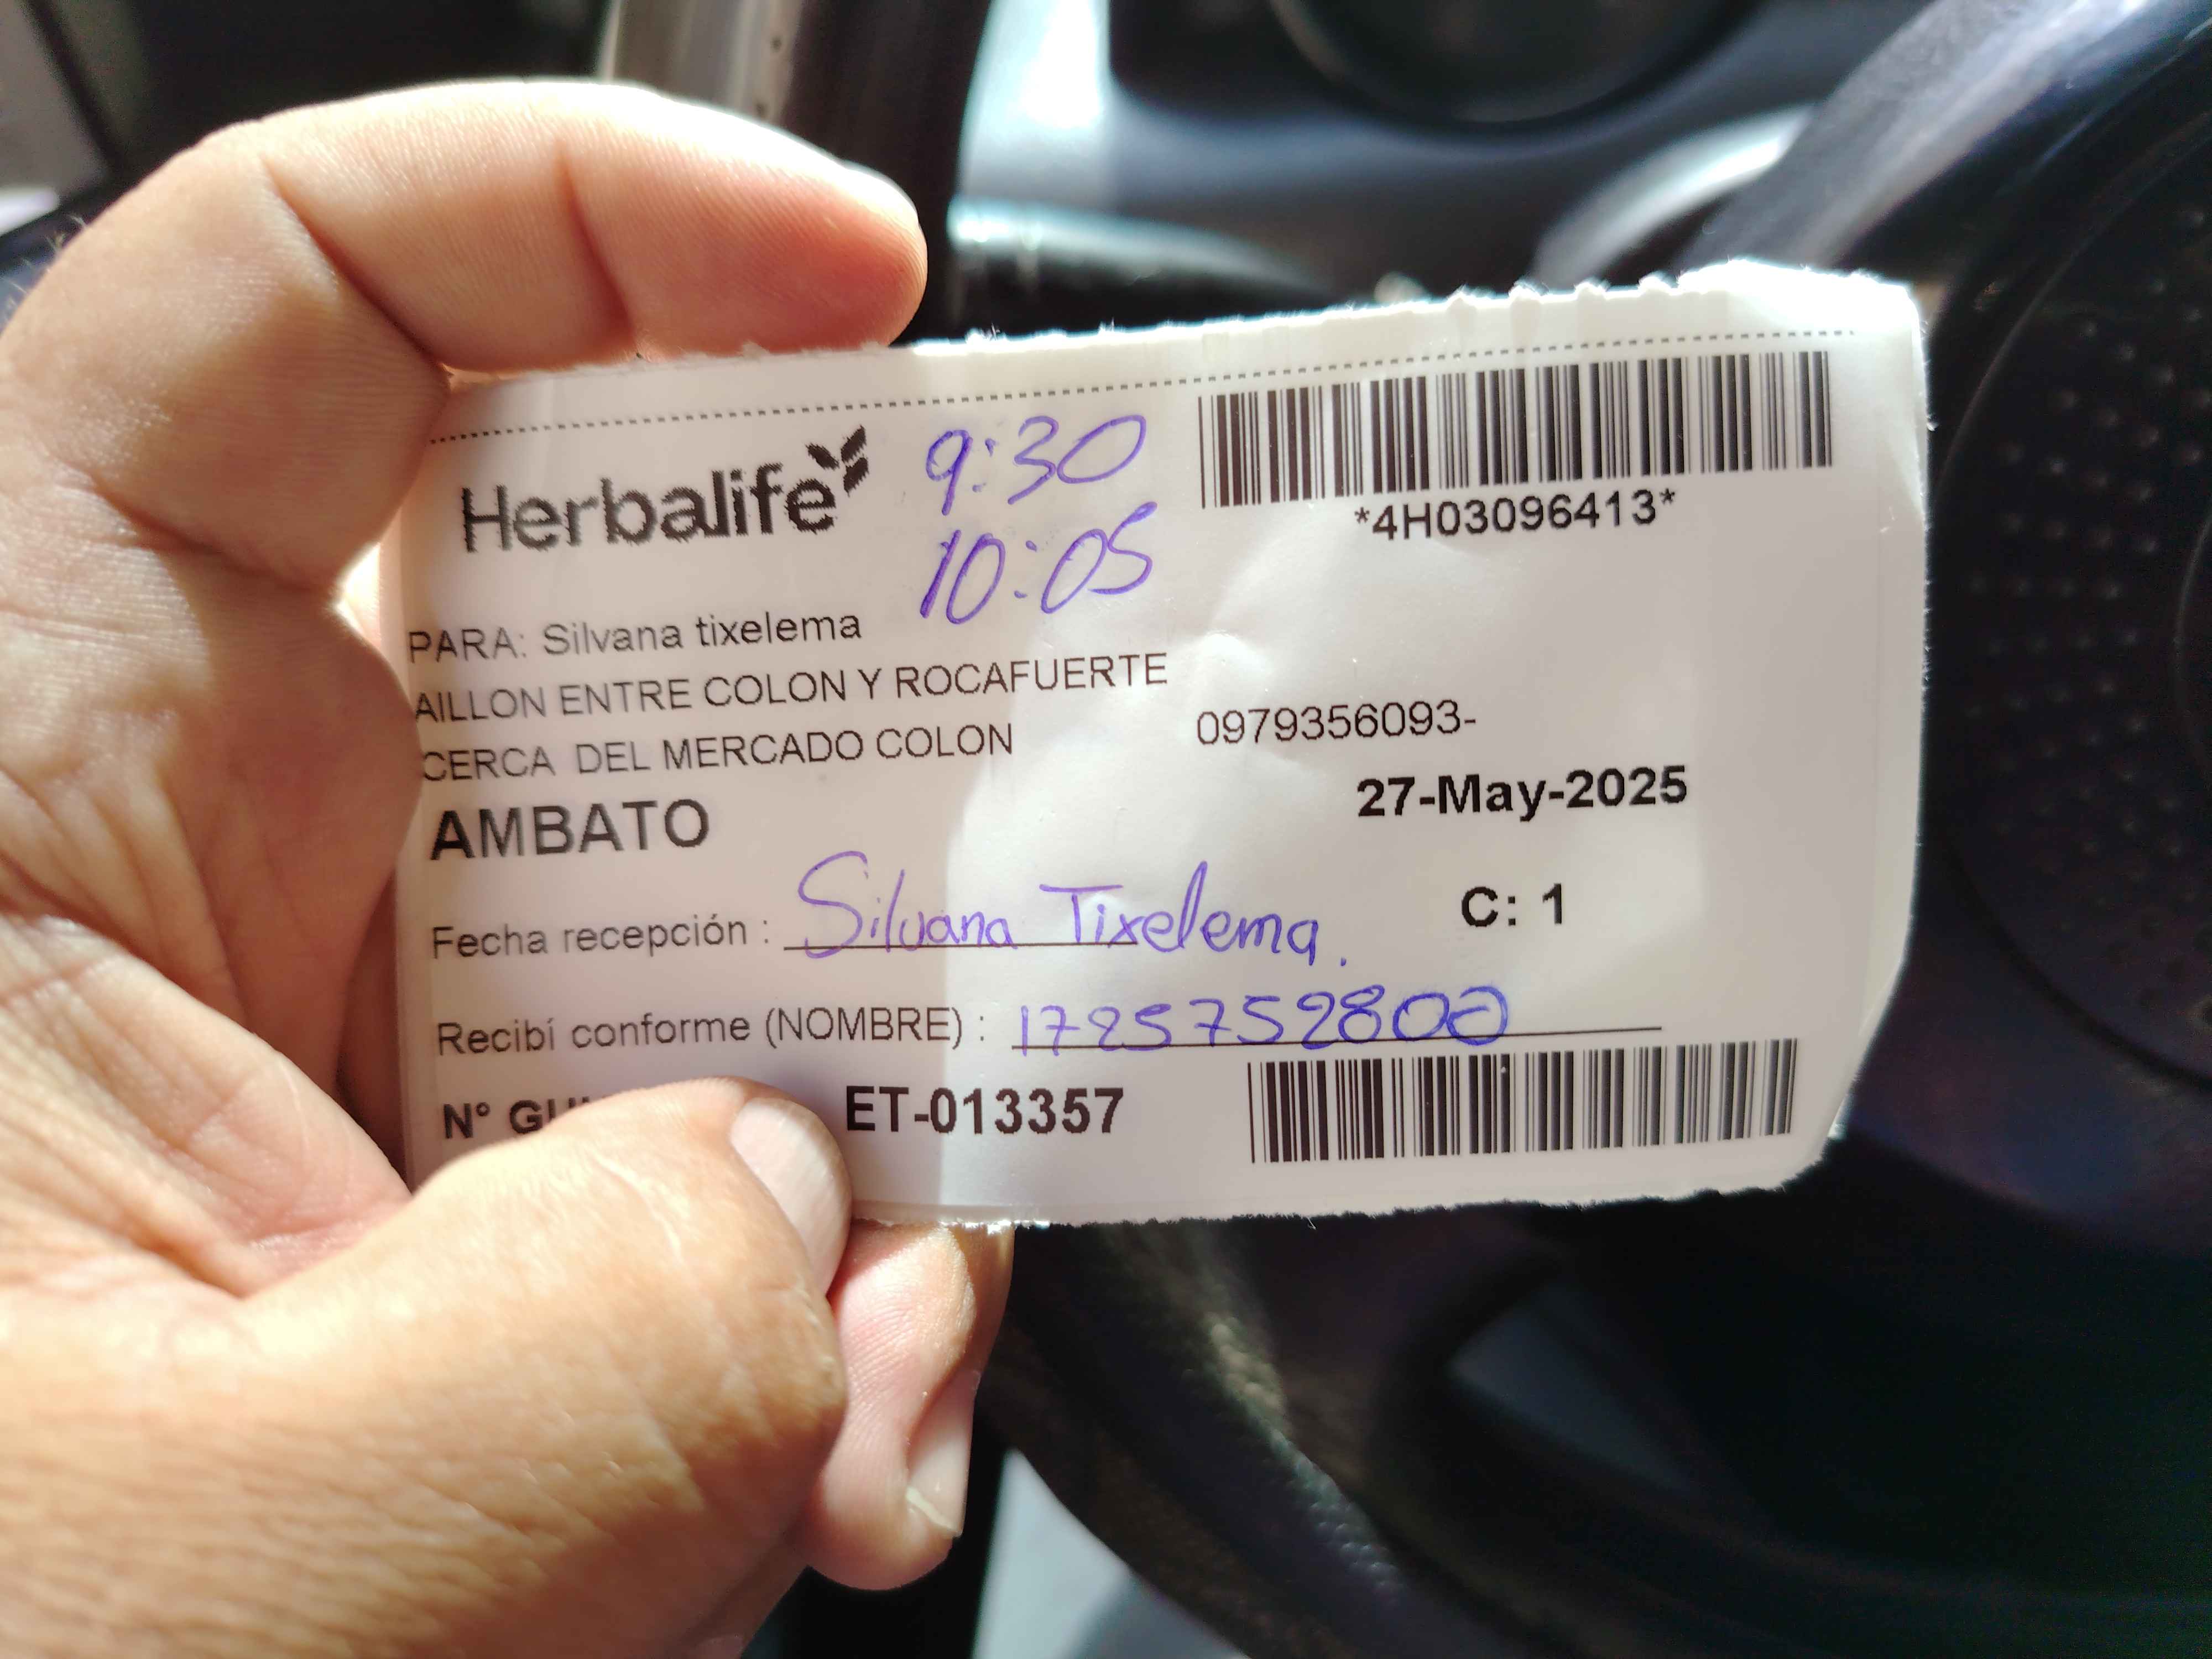 Herbalife
9:30
10:05
*4H03096413*
PARA: Silvana tixelema
AILLON ENTRE COLON Y ROCAFUERTE
CERCA DEL MERCADO COLON
0979356093-
27-May-2025
AMBATO
C: 1
Fecha recepción : Silvana Tixelema.
Recibí conforme (NOMBRE) :
N° ET-013357